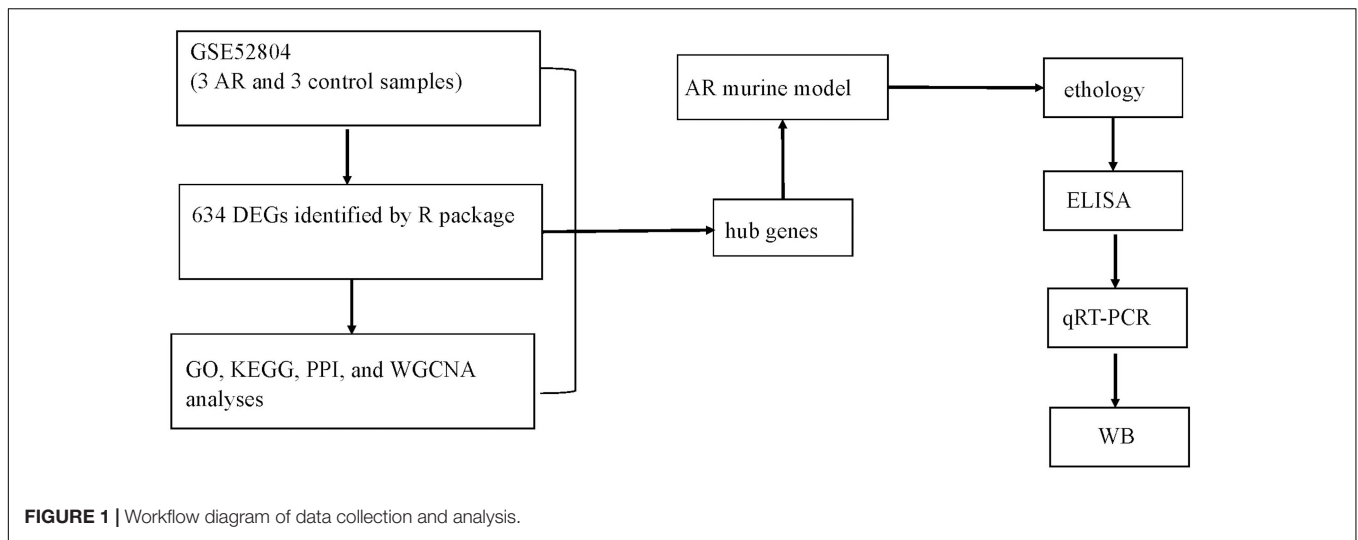 GSE52804
(3 AR and 3 control samples)
634 DEGs identified by R package
GO, KEGG, PPI, and WGCNA
analyses
hub genes
AR murine model
ethology
ELISA
qRT-PCR
WB
FIGURE 1 | Workflow diagram of data collection and analysis.